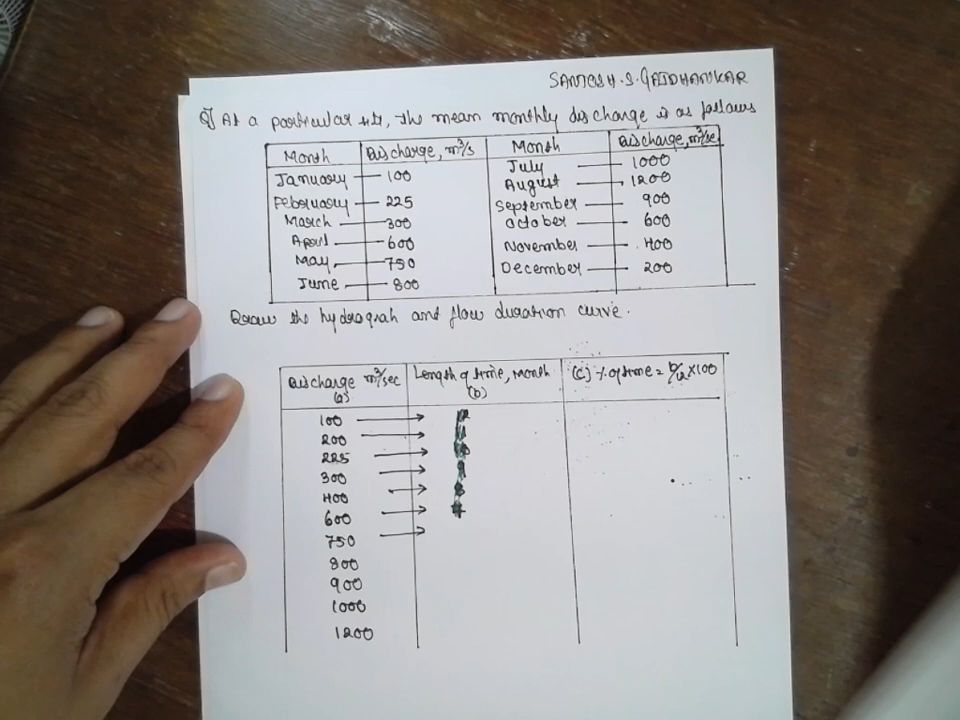 SANTOSH.S.GAIDHANKAR
Q] At a particular site, the mean monthly discharge is as follows
Month Discharge, m³/s Month Discharge, m³/sec
January 100 July 1000
February 225 August 1200
March 300 September 900
April 600 October 600
May 750 November 400
June 800 December 200
Draw the hydrograh and flow duration curve.
Discharge m³/sec (a) Length of time, month (b) (c) % of time = b/12 × 100
100
200
225
300
400
600
750
800
900
1000
1200